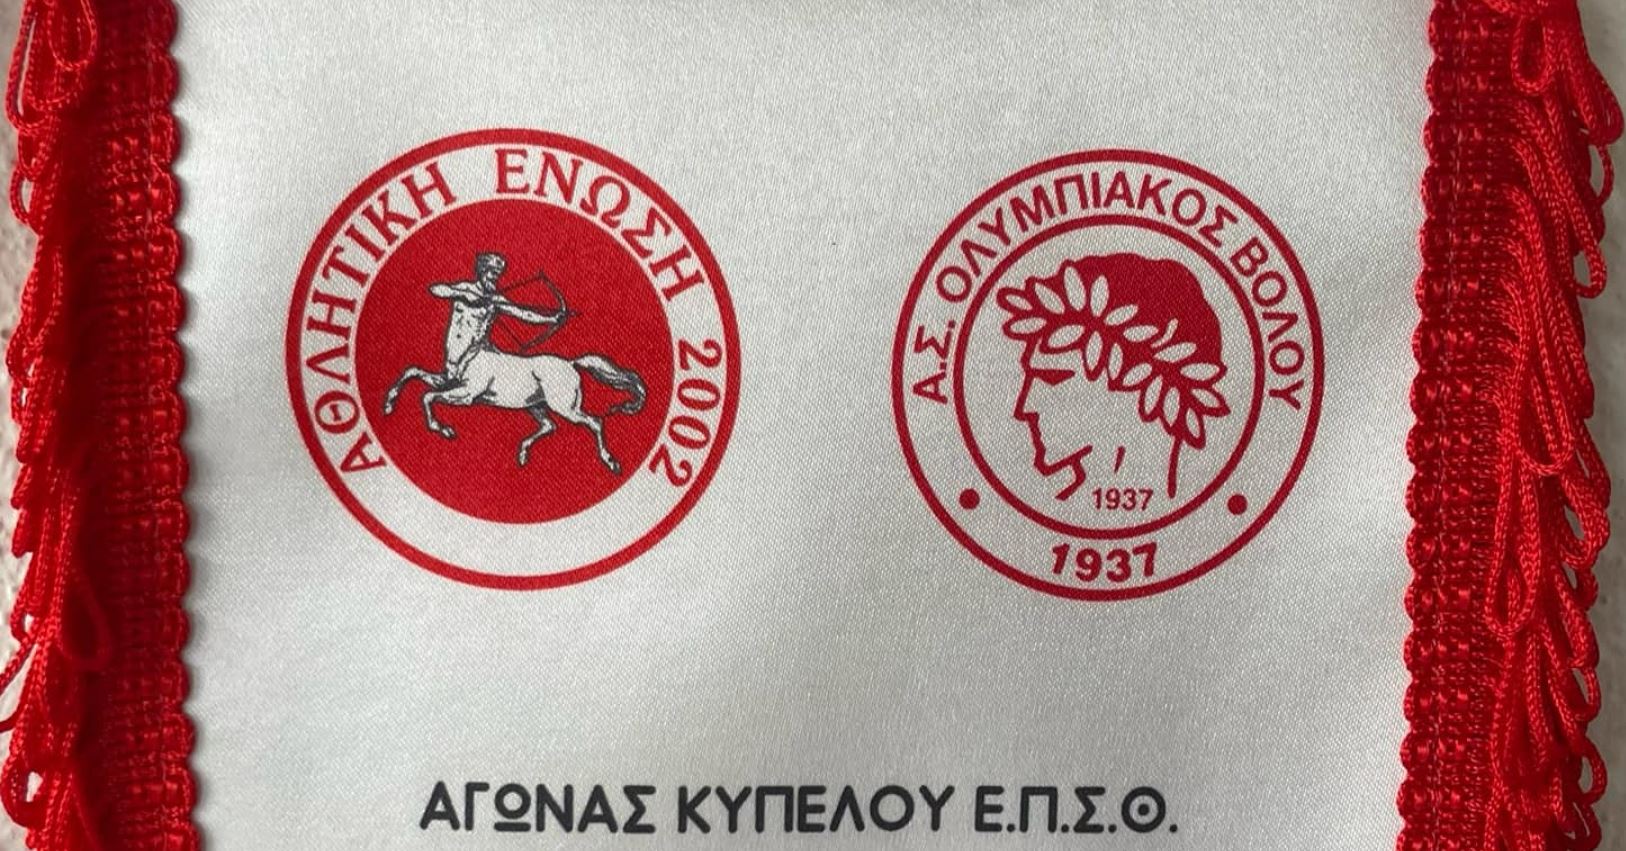 ΑΘΛΗΤΙΚΗ ΕΝΩΣΗ 2002
Α.Σ. ΟΛΥΜΠΙΑΚΟΣ ΒΟΛΟΥ
1937
1937
ΑΓΩΝΑΣ ΚΥΠΕΛΟΥ Ε.Π.Σ.Θ.